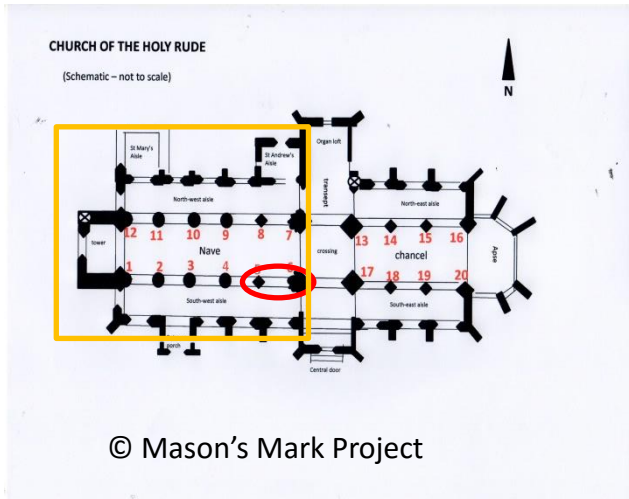 CHURCH OF THE HOLY RUDE
(Schematic – not to scale)
N
St Mary's
Aisle
St Andrew's
Aisle
Organ loft
transept
North-west aisle
North-east aisle
12 11 10 9 8 7
13 14 15 16
tower
Nave
crossing
chancel
Apse
1 2 3 4 5 6
17 18 19 20
South-west aisle
South-east aisle
porch
Central door
© Mason's Mark Project